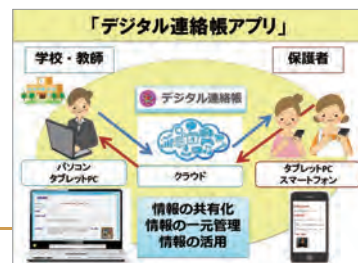 「デジタル連絡帳アプリ」
学校・教師
保護者
デジタル連絡帳
パソコン
タブレットPC
クラウド
タブレットPC
スマートフォン
情報の共有化
情報の一元管理
情報の活用